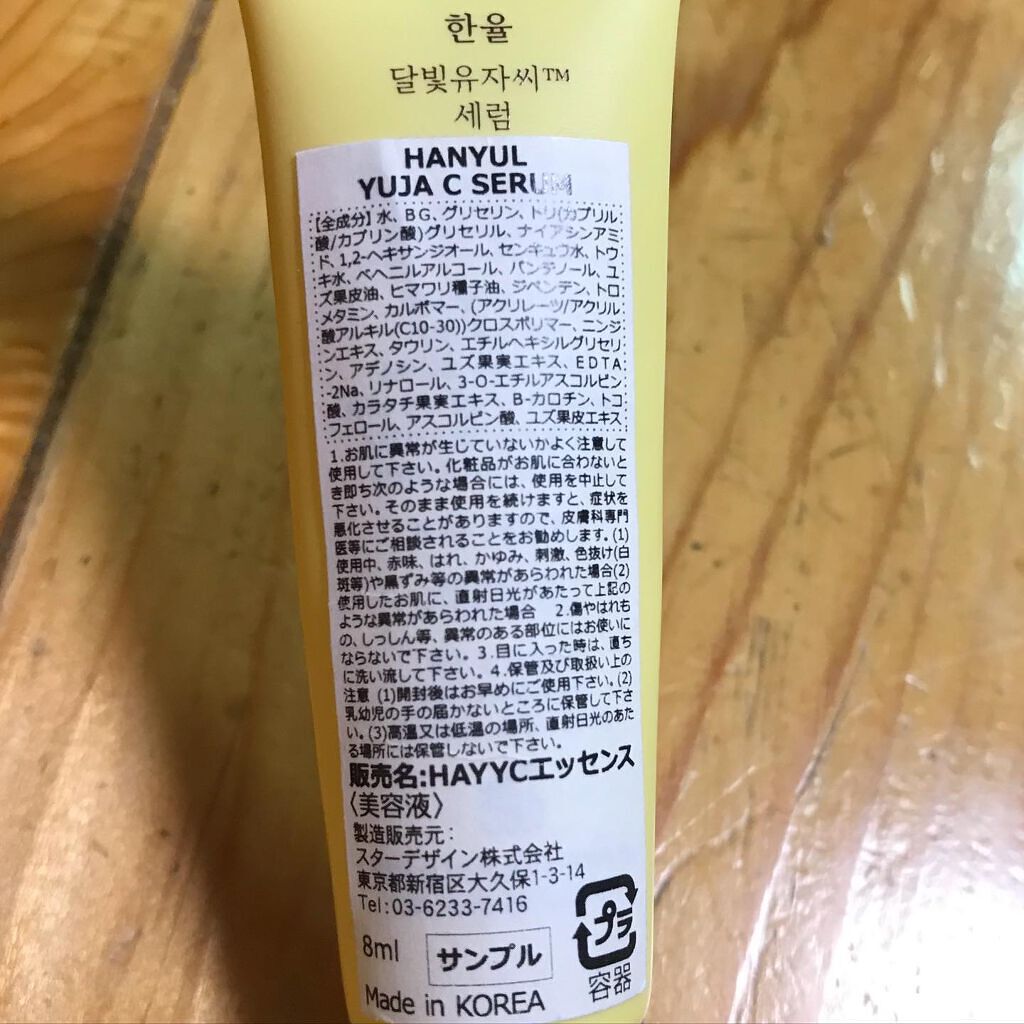 한율
달빛유자씨™
세럼
HANYUL
YUJA C SERUM
【全成分】水、BG、グリセリン、トリ(カプリル
酸/カプリン酸)グリセリル、ナイアシンアミ
ド、1,2-ヘキサンジオール、センキュウ水、トウ
キ水、ベヘニルアルコール、パンテノール、ユ
ズ果皮油、ヒマワリ種子油、ジペンテン、トロ
メタミン、カルボマー、(アクリレーツ/アクリル
酸アルキル(C10-30))クロスポリマー、ニンジ
ンエキス、タウリン、エチルヘキシルグリセリ
ン、アデノシン、ユズ果実エキス、EDTA
-2Na、リナロール、3-O-エチルアスコルビン
酸、カラタチ果実エキス、B-カロチン、トコ
フェロール、アスコルビン酸、ユズ果皮エキス
1.お肌に異常が生じていないかよく注意して
使用して下さい。化粧品がお肌に合わないと
き即ち次のような場合には、使用を中止して
下さい。そのまま使用を続けますと、症状を
悪化させることがありますので、皮膚科専門
医等にご相談されることをお勧めします。(1)
使用中、赤味、はれ、かゆみ、刺激、色抜け(白
斑等)や黒ずみ等の異常があらわれた場合(2)
使用したお肌に、直射日光があたって上記の
ような異常があらわれた場合 2.傷やはれも
の、しっしん等、異常のある部位にはお使いに
ならないで下さい。3.目に入った時は、直ち
に洗い流して下さい。4.保管及び取扱い上の
注意 (1)開封後はお早めにご使用下さい。(2)
乳幼児の手の届かないところに保管して下さ
い。(3)高温又は低温の場所、直射日光のあた
る場所には保管しないで下さい。
販売名:HAYYCエッセンス
〈美容液〉
製造販売元:
スターデザイン株式会社
東京都新宿区大久保1-3-14
Tel:03-6233-7416
8ml
サンプル
プラ
容器
Made in KOREA